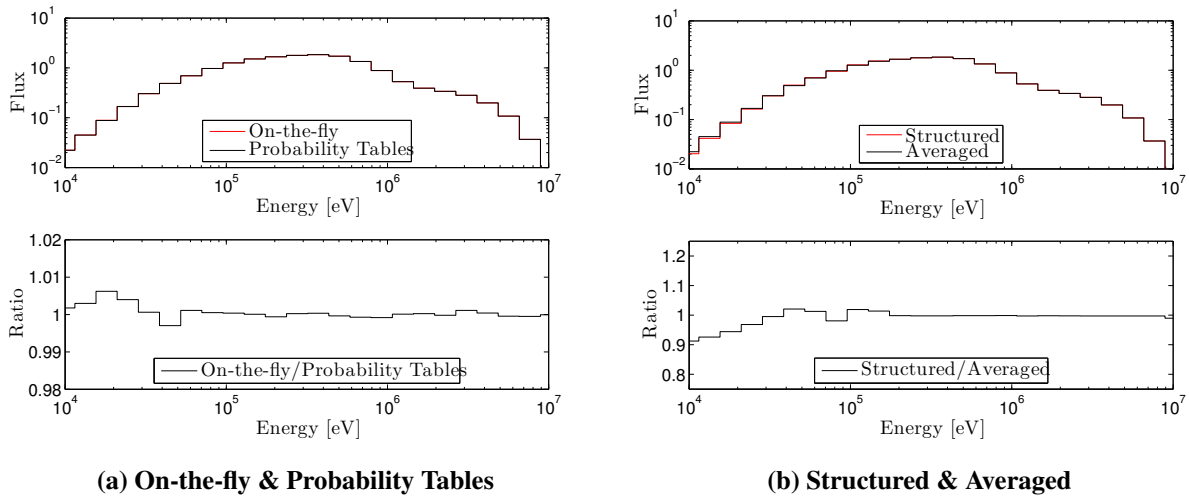 10^1
10^0
10^-1
10^-2
Flux
On-the-fly
Probability Tables
10^4 10^5 10^6 10^7
Energy [eV]
1.02
1.01
1
0.99
0.98
Ratio
On-the-fly/Probability Tables
10^4 10^5 10^6 10^7
Energy [eV]
(a) On-the-fly & Probability Tables
10^1
10^0
10^-1
10^-2
Flux
Structured
Averaged
10^4 10^5 10^6 10^7
Energy [eV]
1.2
1.1
1
0.9
0.8
Ratio
Structured/Averaged
10^4 10^5 10^6 10^7
Energy [eV]
(b) Structured & Averaged